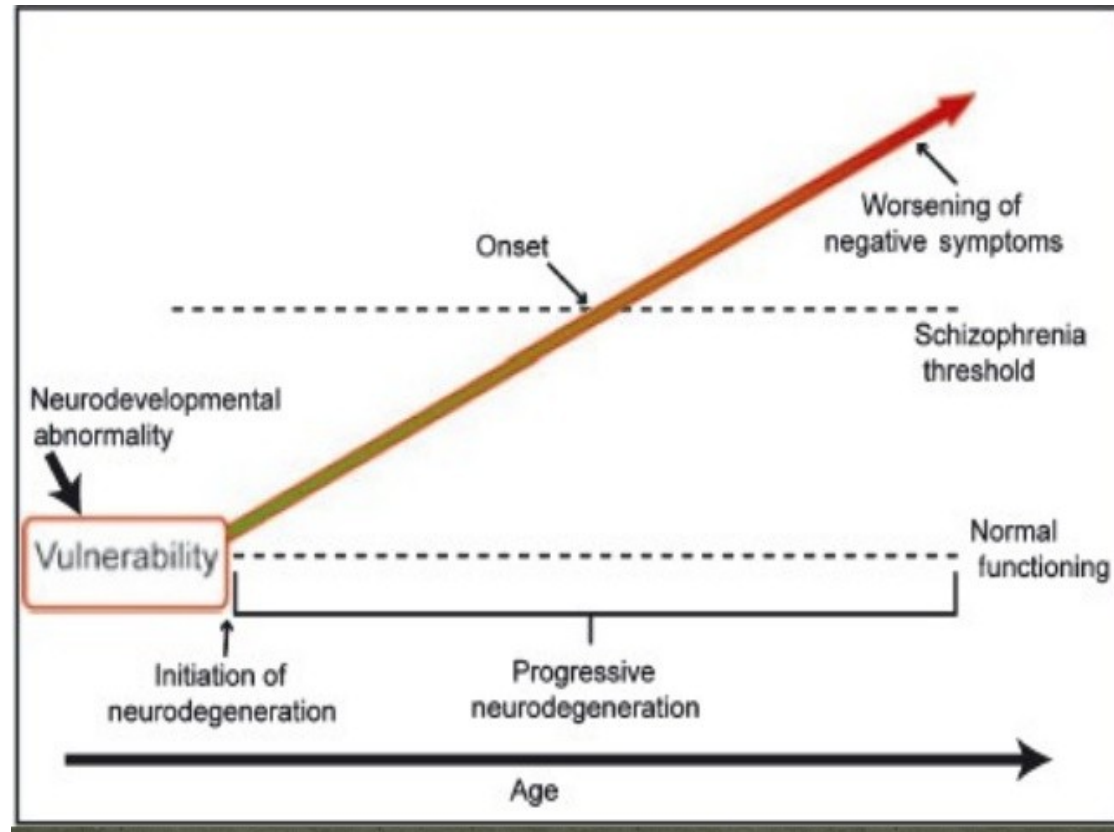 Worsening of
negative symptoms
Onset
Schizophrenia
threshold
Neurodevelopmental
abnormality
Vulnerability
Normal
functioning
Initiation of
neurodegeneration
Progressive
neurodegeneration
Age